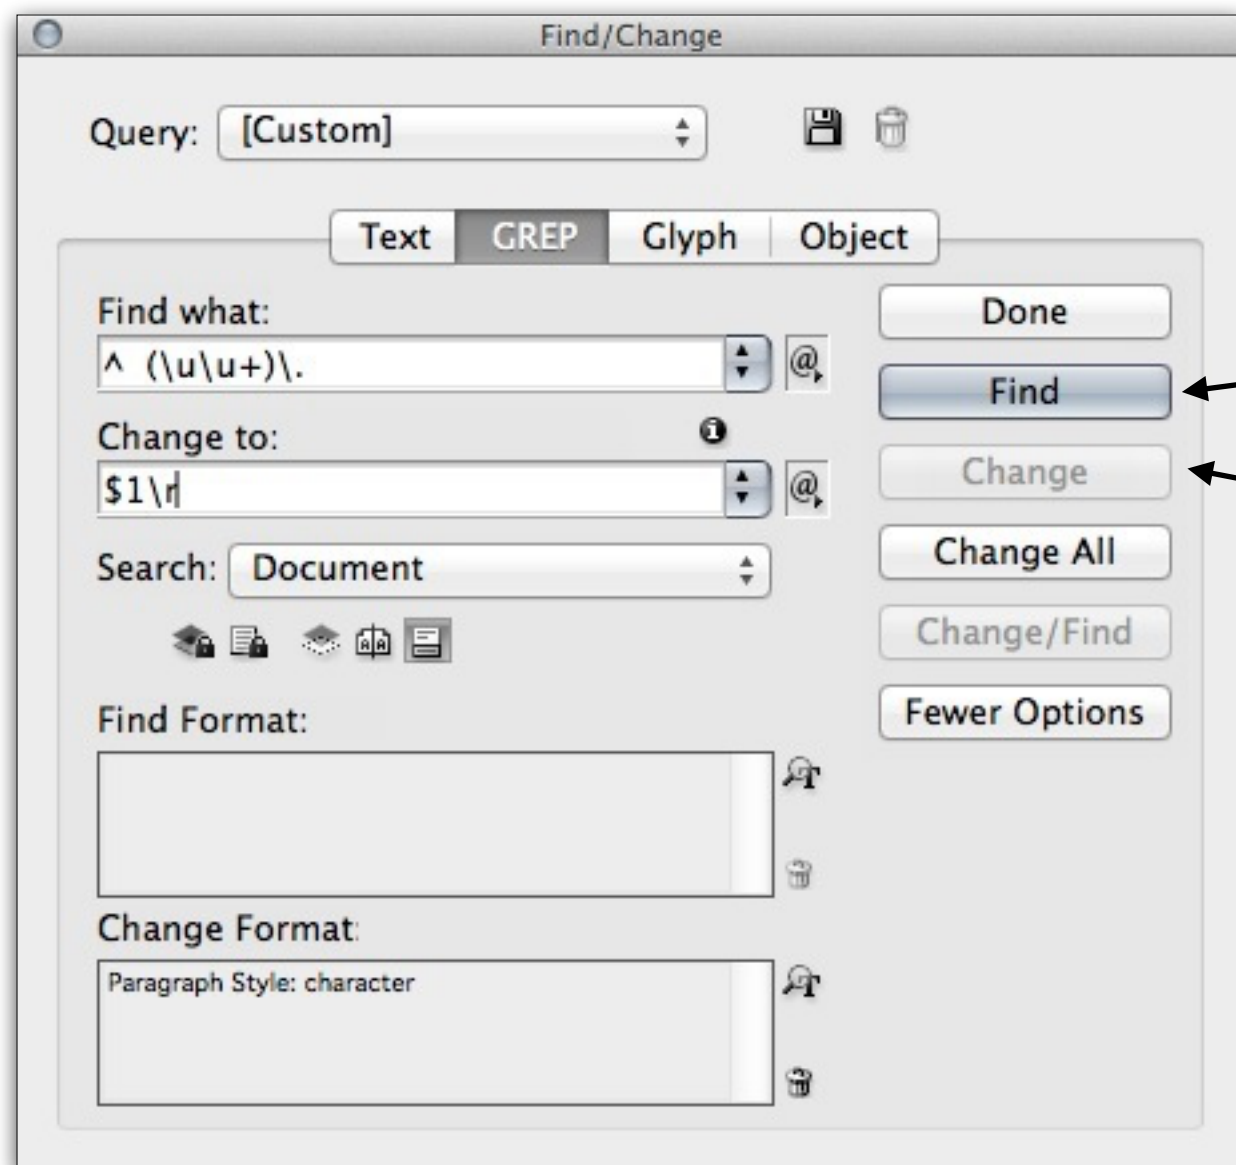 Find/Change
Query: [Custom]
Text GREP Glyph Object
Find what:
^ (\u\u+)\.
Change to:
$1\r
Search: Document
Find Format:
Change Format:
Paragraph Style: character
Done
Find
Change
Change All
Change/Find
Fewer Options